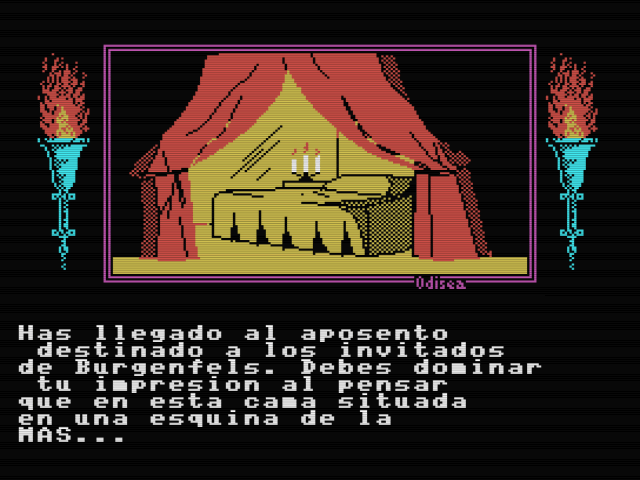 Odisea
Has llegado al aposento
destinado a los invitados
de Burgenfels. Debes dominar
tu impresion al pensar
que en esta cama situada
en una esquina de la
MAS...